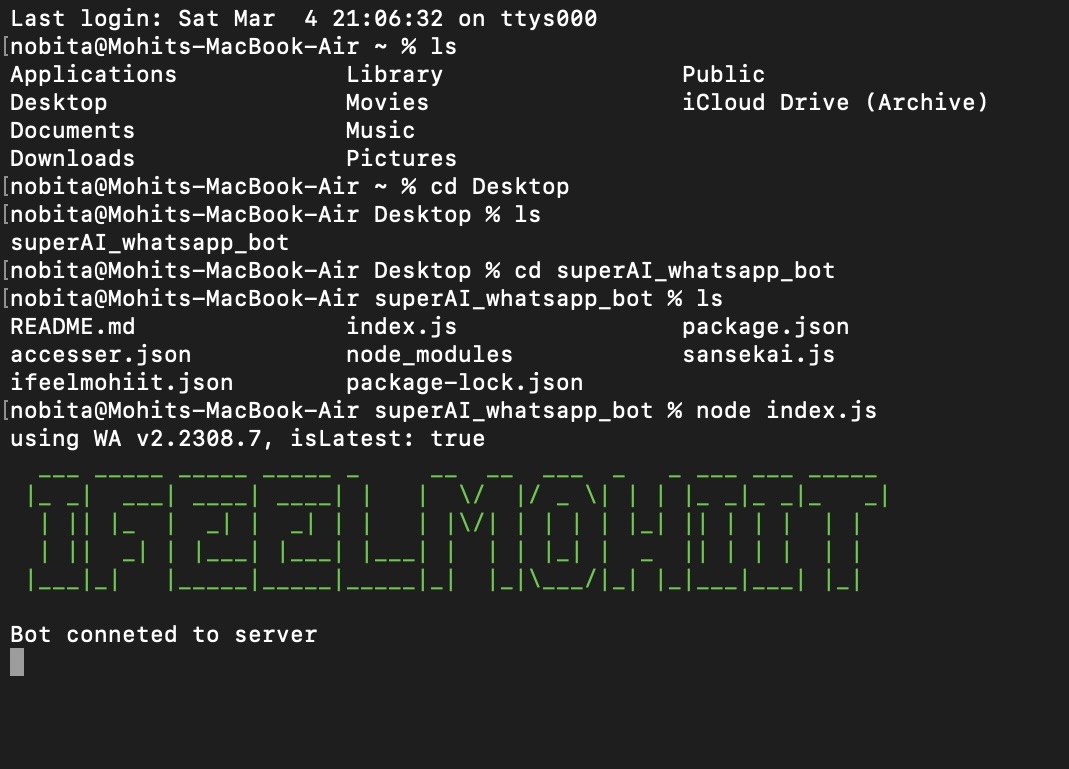 Last login: Sat Mar  4 21:06:32 on ttys000
[nobita@Mohits-MacBook-Air ~ % ls
Applications            Library                 Public
Desktop                 Movies                  iCloud Drive (Archive)
Documents               Music
Downloads               Pictures
[nobita@Mohits-MacBook-Air ~ % cd Desktop
[nobita@Mohits-MacBook-Air Desktop % ls
superAI_whatsapp_bot
[nobita@Mohits-MacBook-Air Desktop % cd superAI_whatsapp_bot
[nobita@Mohits-MacBook-Air superAI_whatsapp_bot % ls
README.md               index.js                package.json
accesser.json           node_modules            sansekai.js
ifeelmohiit.json        package-lock.json
[nobita@Mohits-MacBook-Air superAI_whatsapp_bot % node index.js
using WA v2.2308.7, isLatest: true
IFEELMOHIIT
Bot conneted to server